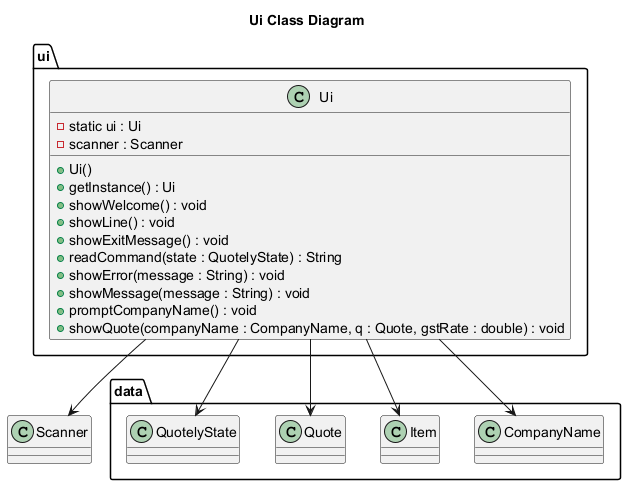 Ui Class Diagram
ui
C Ui
static ui : Ui
scanner : Scanner
Ui()
getInstance() : Ui
showWelcome() : void
showLine() : void
showExitMessage() : void
readCommand(state : QuotelyState) : String
showError(message : String) : void
showMessage(message : String) : void
promptCompanyName() : void
showQuote(companyName : CompanyName, q : Quote, gstRate : double) : void
data
C Scanner
C QuotelyState
C Quote
C Item
C CompanyName